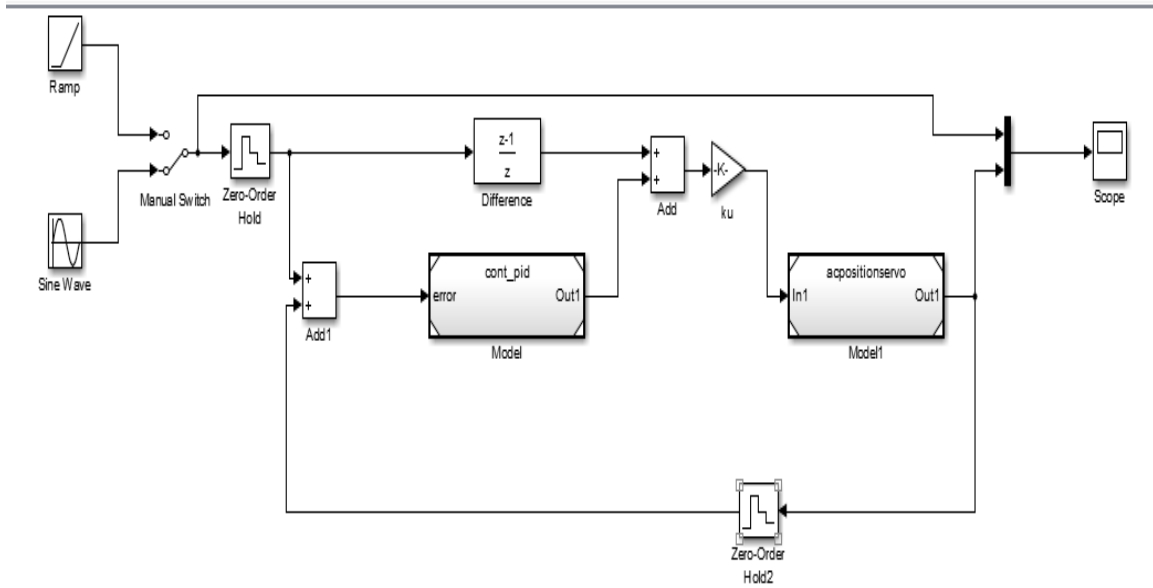 Ramp
Manual Switch
Sine Wave
Zero-Order
Hold
z-1
z
Difference
+
+
Add
-K-
ku
Scope
+
+
Add1
cont_pid
error
Out1
Model
acpositionservo
In1
Out1
Model1
Zero-Order
Hold2